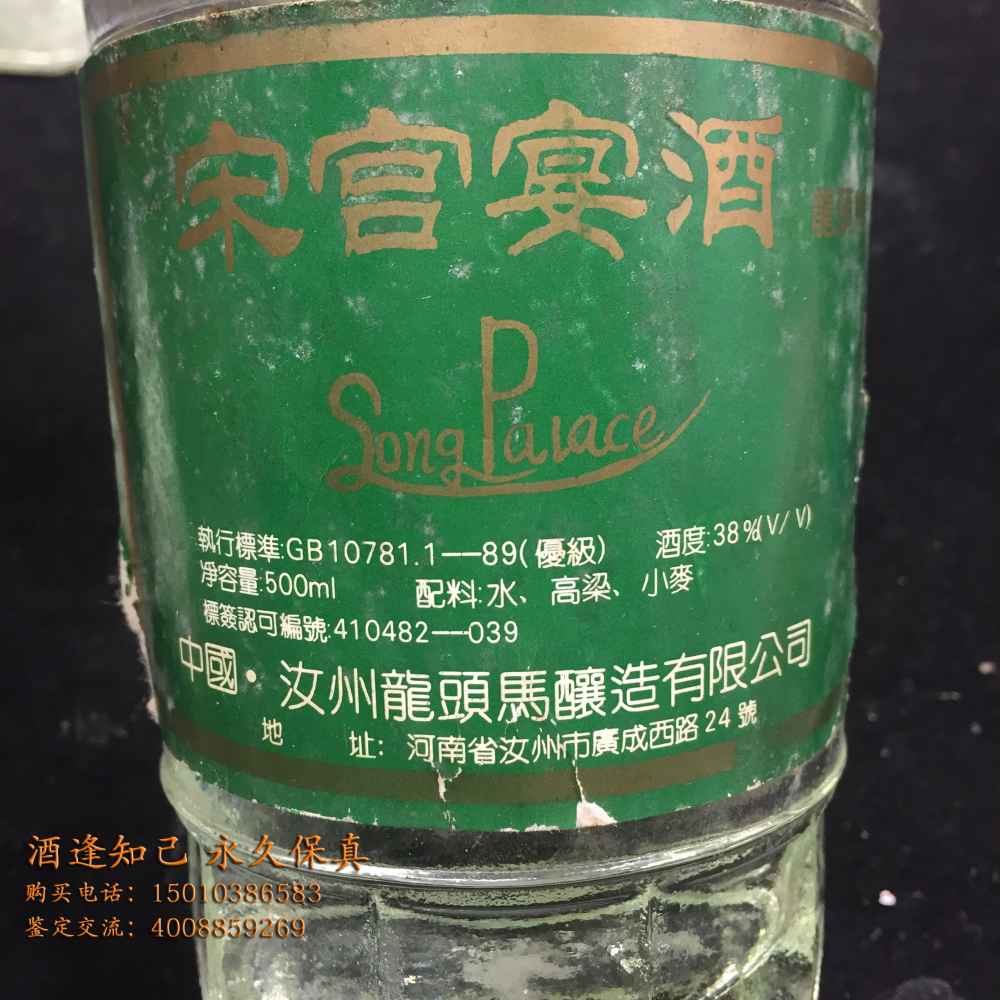 宋宫宴酒
Song Palace
執行標準:GB10781.1—89(優級) 酒度:38%(V/V)
净容量:500ml 配料:水、高梁、小麥
標簽認可編號:410482—039
中國·汝州龍頭馬釀造有限公司
地 址: 河南省汝州市廣成西路24號
酒逢知己 永久保真
购买电话: 15010386583
鉴定交流: 4008859269